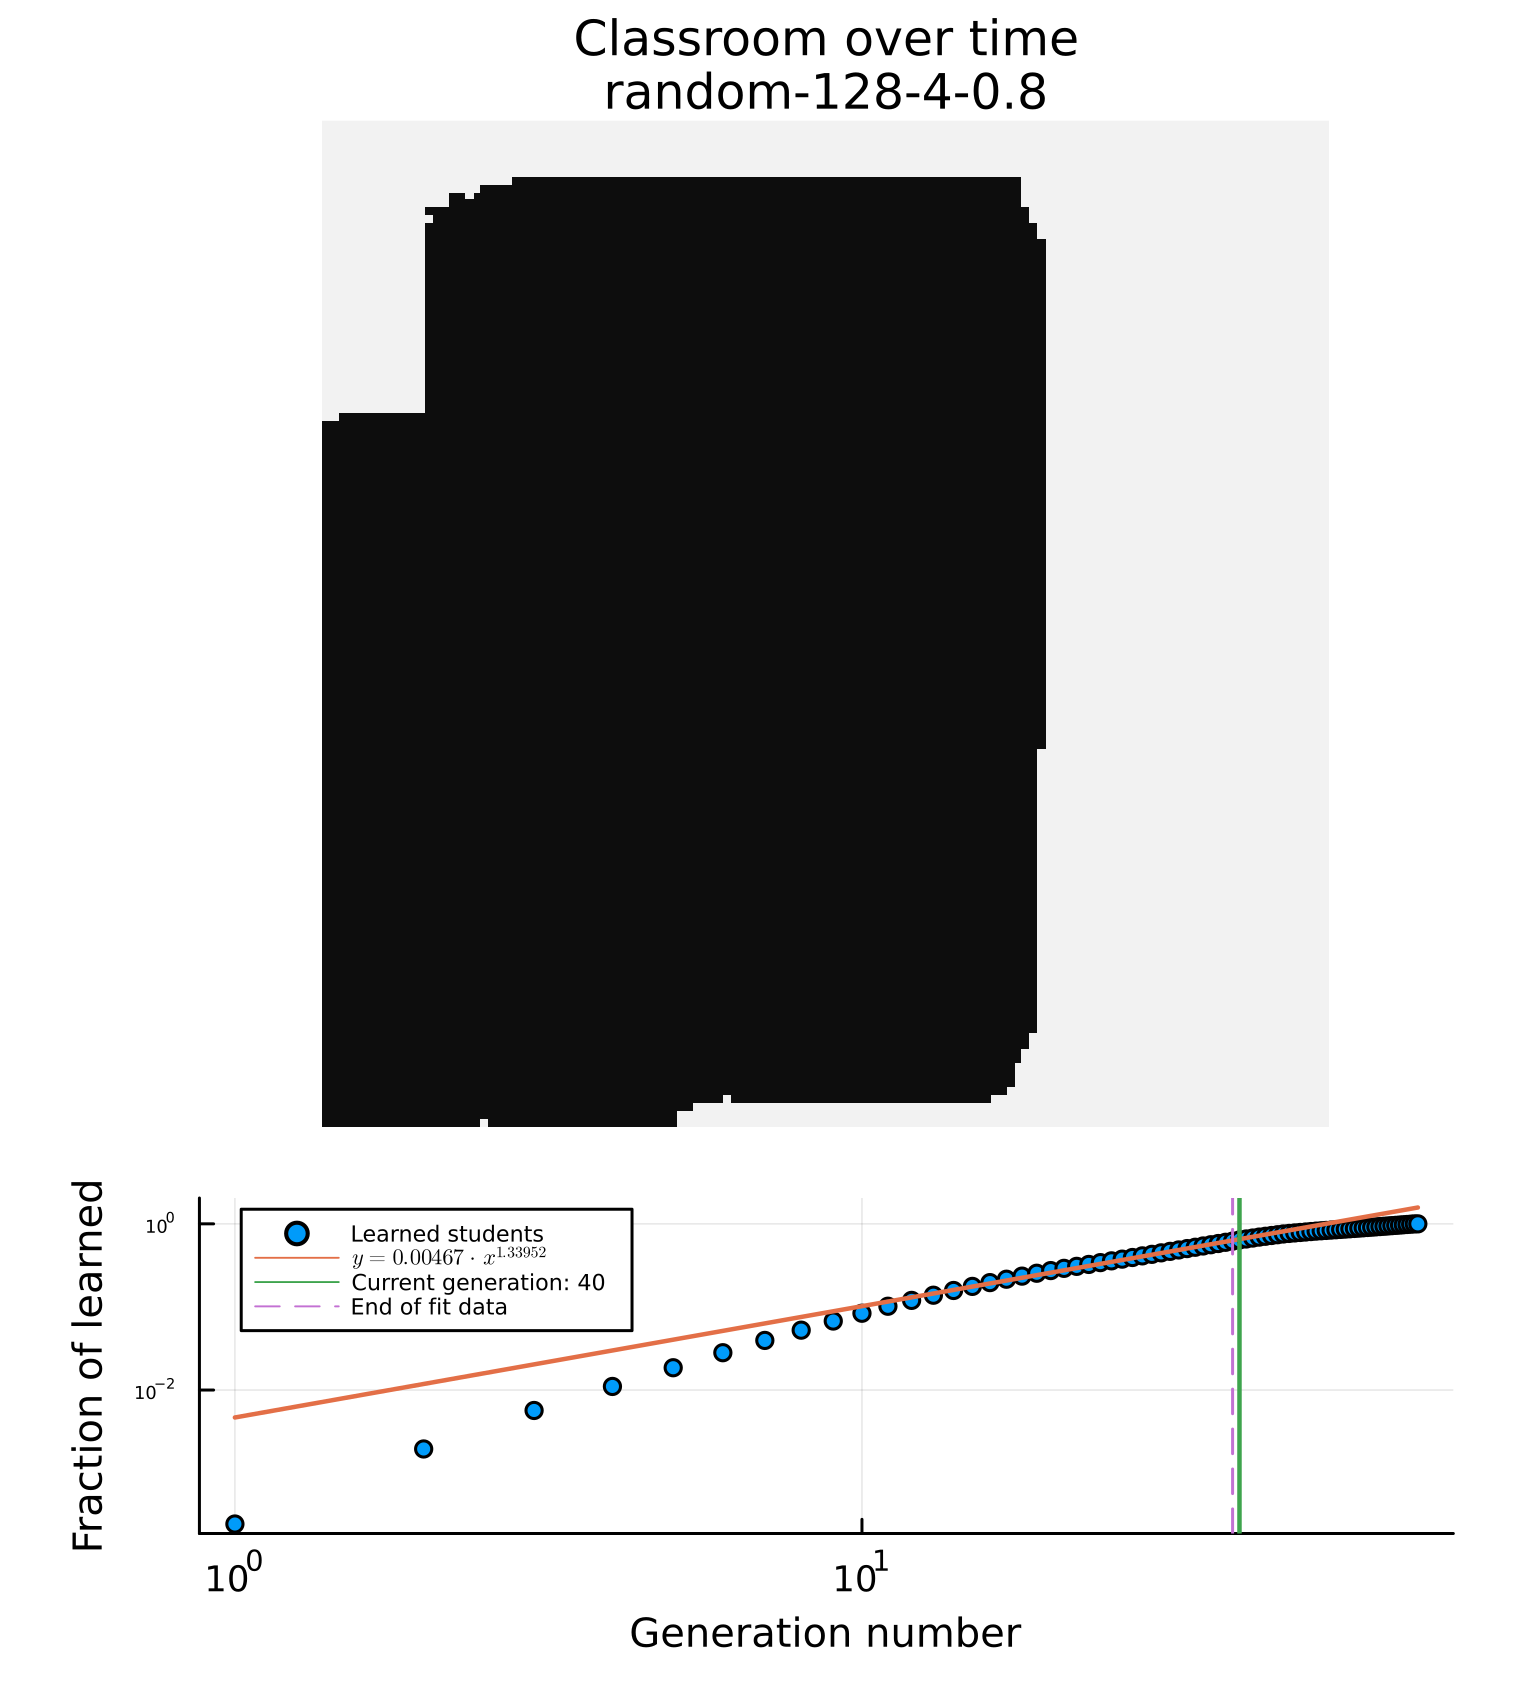 Classroom over time
random-128-4-0.8
Fraction of learned
10^0
10^-2
Learned students
y = 0.00467 · x^1.33952
Current generation: 40
End of fit data
10^0
10^1
Generation number